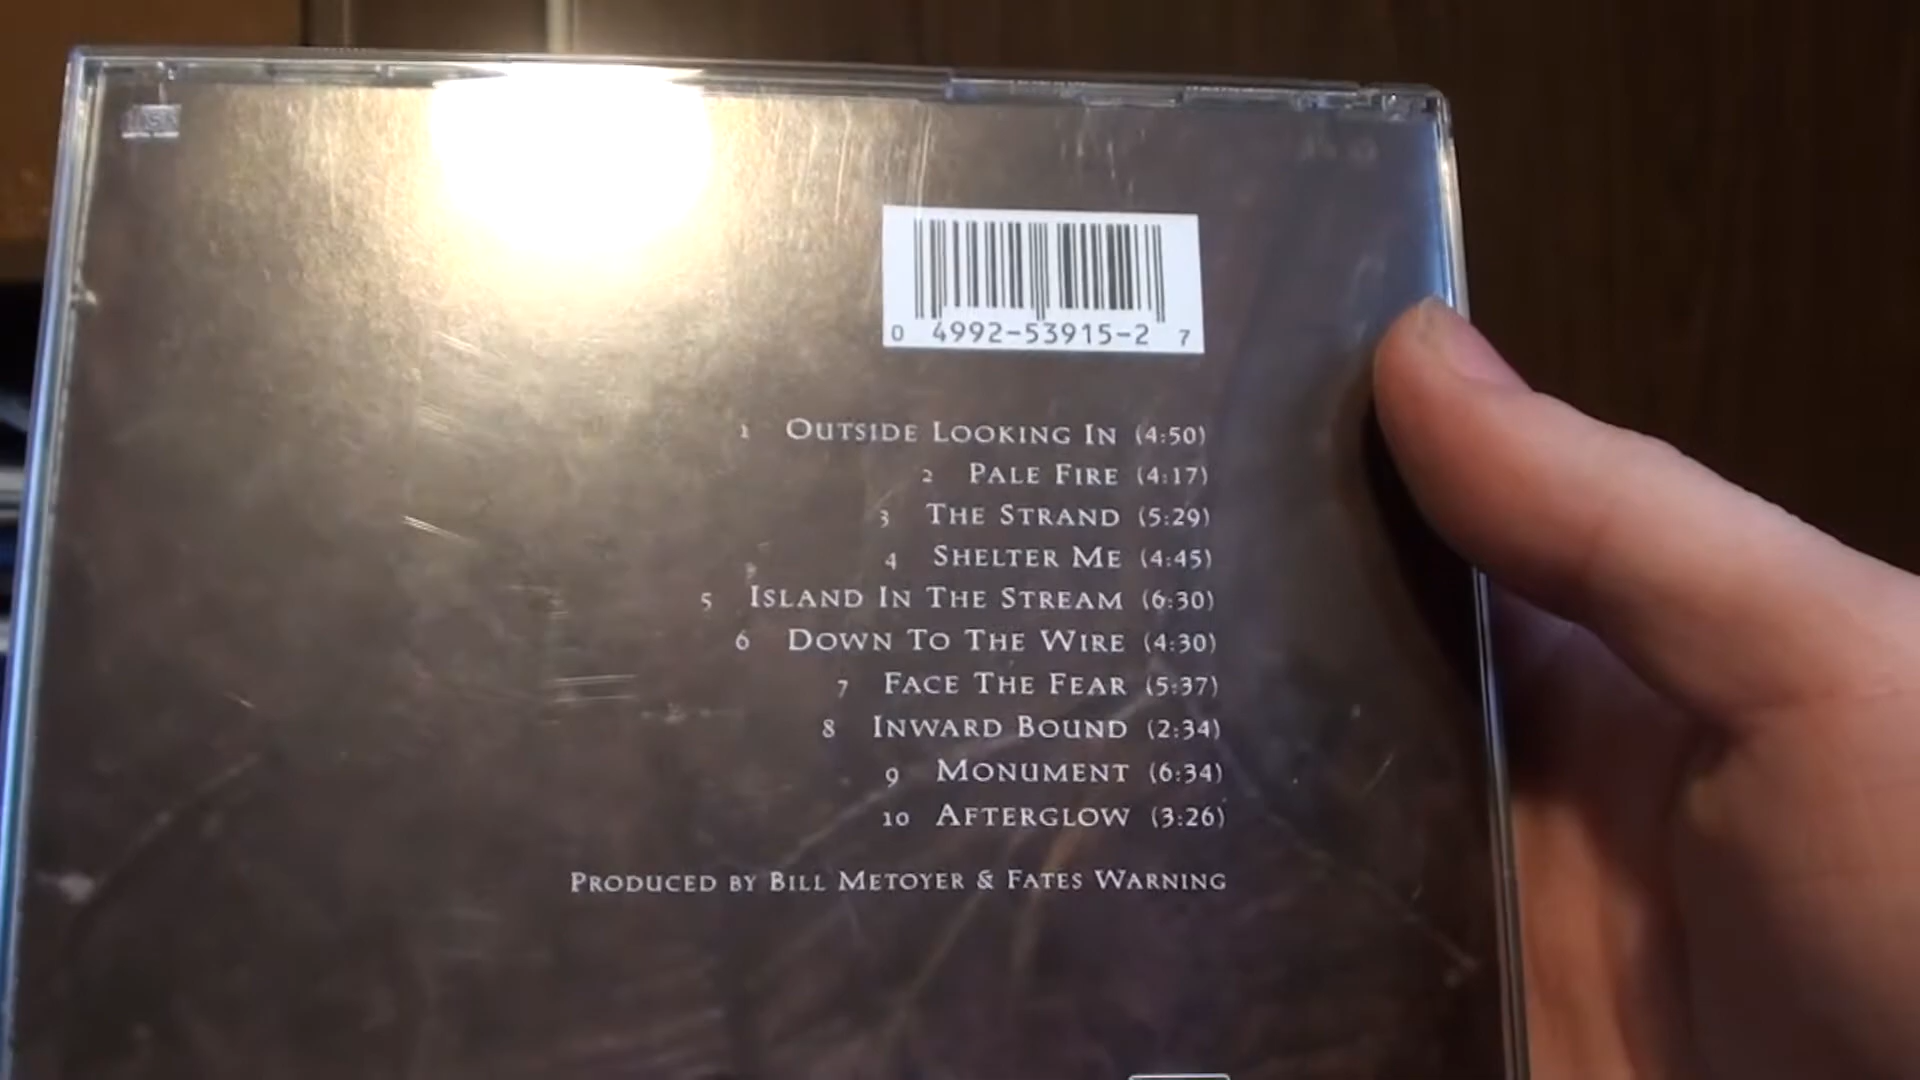 0 4992-53915-2 7
1 OUTSIDE LOOKING IN (4:50)
2 PALE FIRE (4:17)
3 THE STRAND (5:29)
4 SHELTER ME (4:45)
5 ISLAND IN THE STREAM (6:30)
6 DOWN TO THE WIRE (4:30)
7 FACE THE FEAR (5:37)
8 INWARD BOUND (2:34)
9 MONUMENT (6:34)
10 AFTERGLOW (3:26)
PRODUCED BY BILL METOYER & FATES WARNING